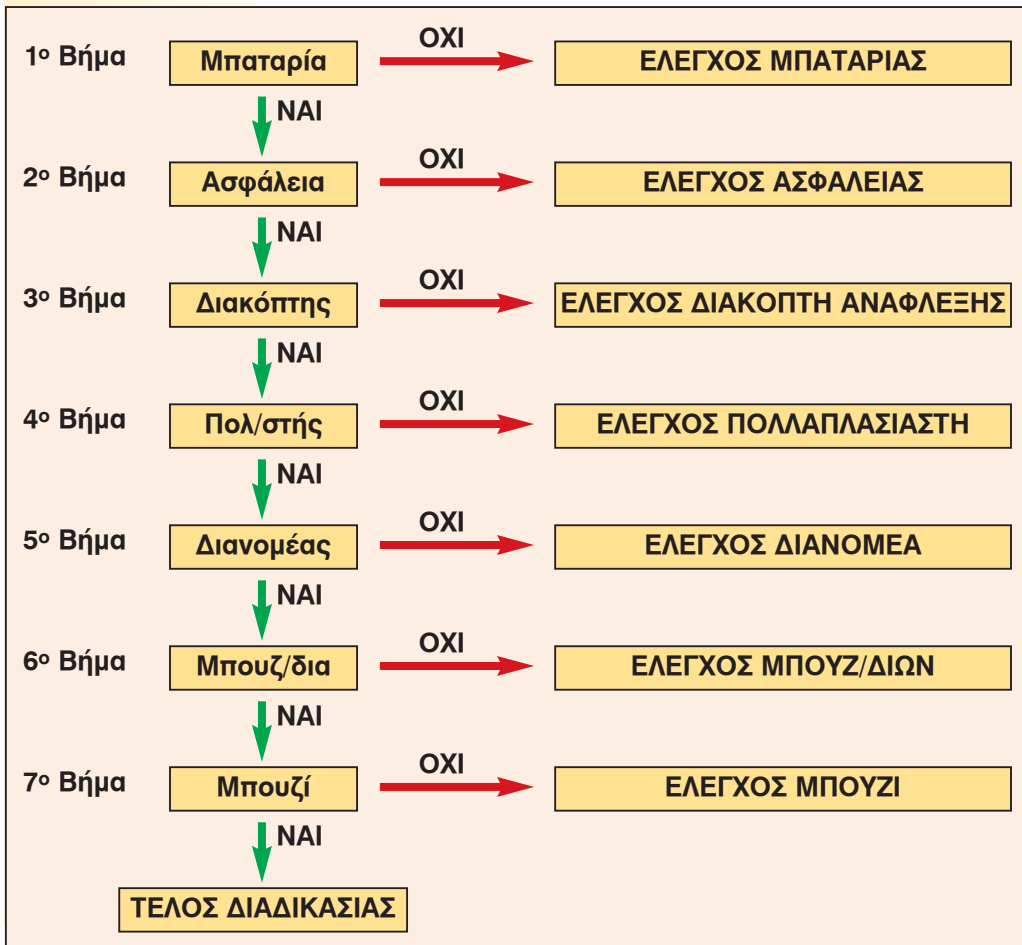 ΟΧΙ
1ο Βήμα Μπαταρία ΕΛΕΓΧΟΣ ΜΠΑΤΑΡΙΑΣ
ΝΑΙ
ΟΧΙ
2ο Βήμα Ασφάλεια ΕΛΕΓΧΟΣ ΑΣΦΑΛΕΙΑΣ
ΝΑΙ
ΟΧΙ
3ο Βήμα Διακόπτης ΕΛΕΓΧΟΣ ΔΙΑΚΟΠΤΗ ΑΝΑΦΛΕΞΗΣ
ΝΑΙ
ΟΧΙ
4ο Βήμα Πολ/στής ΕΛΕΓΧΟΣ ΠΟΛΛΑΠΛΑΣΙΑΣΤΗ
ΝΑΙ
ΟΧΙ
5ο Βήμα Διανομέας ΕΛΕΓΧΟΣ ΔΙΑΝΟΜΕΑ
ΝΑΙ
ΟΧΙ
6ο Βήμα Μπουζ/δια ΕΛΕΓΧΟΣ ΜΠΟΥΖ/ΔΙΩΝ
ΝΑΙ
ΟΧΙ
7ο Βήμα Μπουζί ΕΛΕΓΧΟΣ ΜΠΟΥΖΙ
ΝΑΙ
ΤΕΛΟΣ ΔΙΑΔΙΚΑΣΙΑΣ